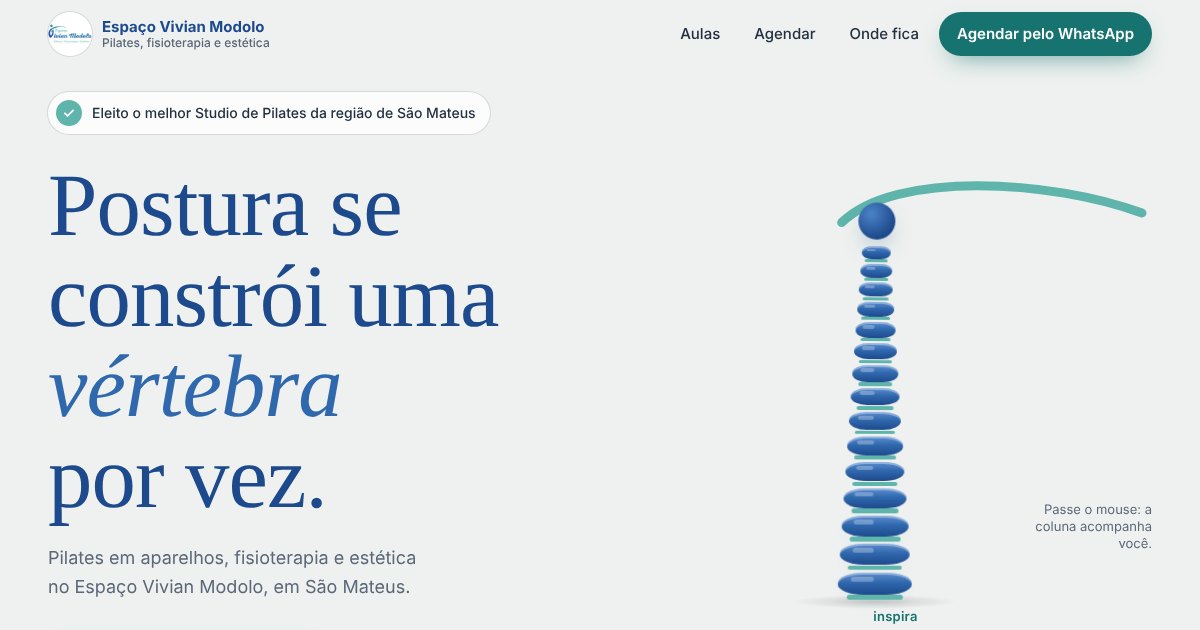 Espaço Vivian Modolo
Pilates, fisioterapia e estética
Aulas
Agendar
Onde fica
Agendar pelo WhatsApp
Eleito o melhor Studio de Pilates da região de São Mateus
Postura se
constrói uma
vértebra
por vez.
Pilates em aparelhos, fisioterapia e estética
no Espaço Vivian Modolo, em São Mateus.
Passe o mouse: a
coluna acompanha
você.
inspira